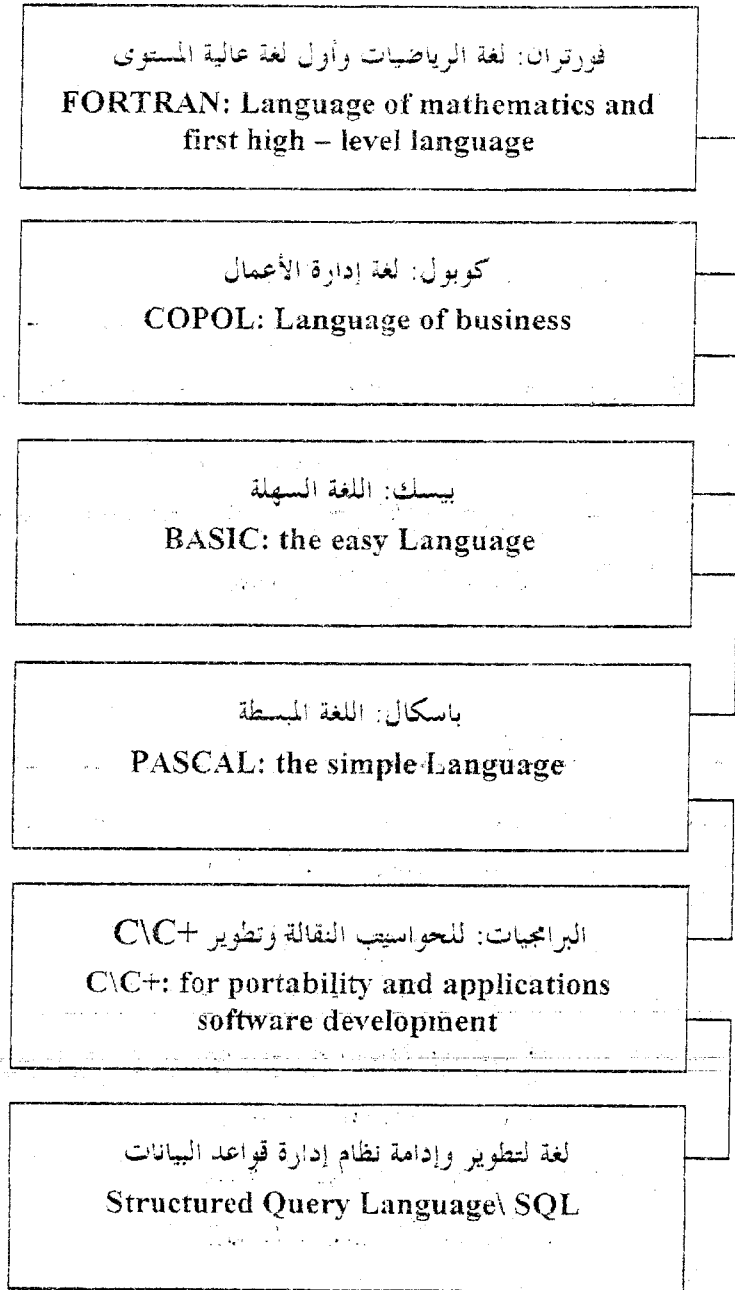 فورتران: لغة الرياضيات وأول لغة عالية المستوى
FORTRAN: Language of mathematics and
first high – level language
كوبول: لغة إدارة الأعمال
COPOL: Language of business
بيسك: اللغة السهلة
BASIC: the easy Language
باسكال: اللغة المبسطة
PASCAL: the simple Language
البرامجيات: للحواسيب النقالة وتطوير C\C+
C\C+: for portability and applications
software development
لغة لتطوير وإدامة نظام إدارة قواعد البيانات
Structured Query Language\ SQL